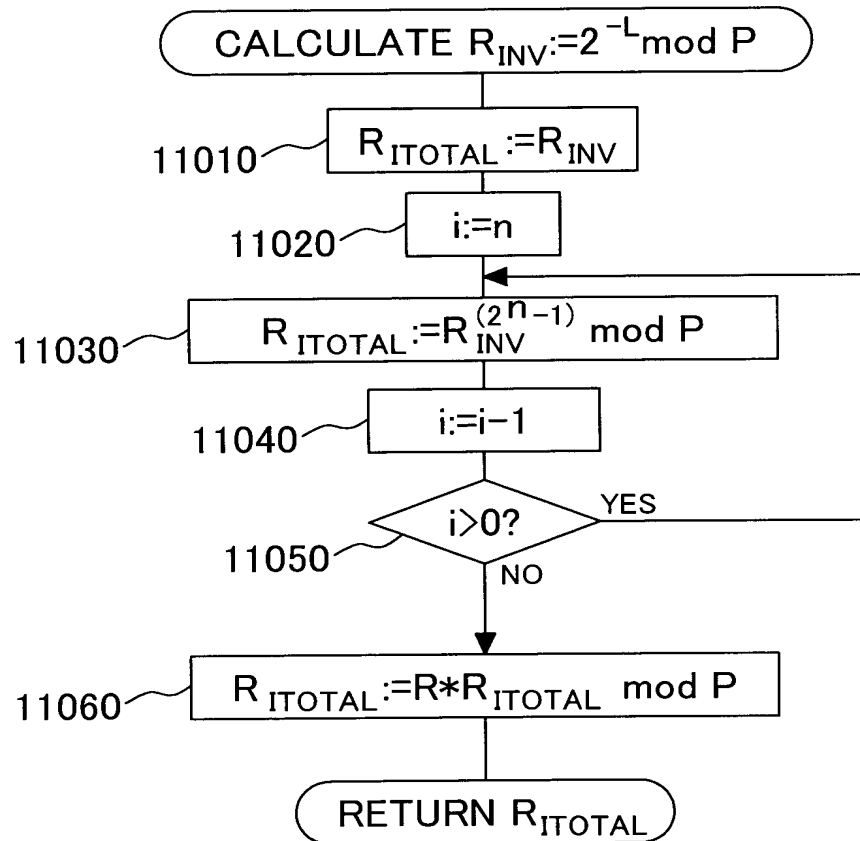 CALCULATE R_INV:=2^-L mod P
11010
R_ITOTAL:=R_INV
11020
i:=n
11030
R_ITOTAL:=R_INV^(2^n-1) mod P
11040
i:=i-1
11050
i>0?
YES
NO
11060
R_ITOTAL:=R*R_ITOTAL mod P
RETURN R_ITOTAL